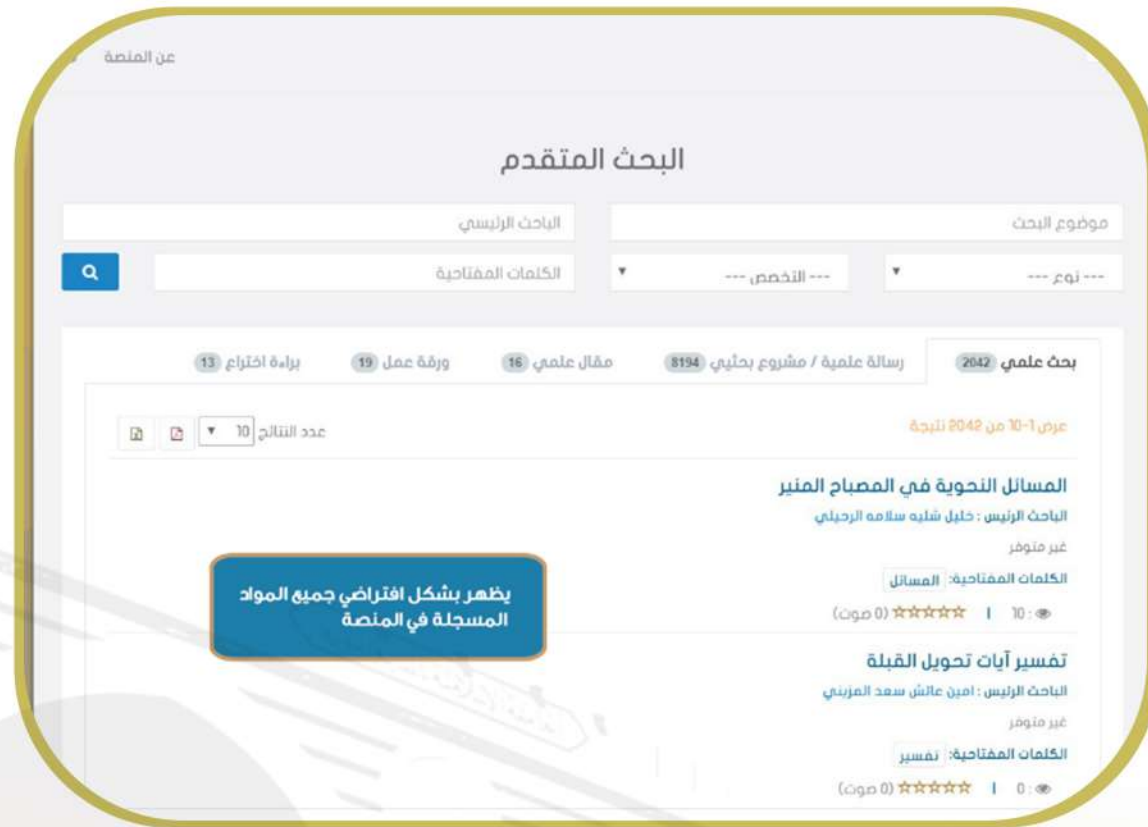 عن المنصة
البحث المتقدم
موضوع البحث
الباحث الرئيسي
--- نوع ---
--- التخصص ---
الكلمات المفتاحية
بحث علمي 2042
رسالة علمية / مشروع بحثي 8194
مقال علمي 16
ورقة عمل 19
براءة اختراع 13
عرض 1-10 من 2042 نتيجة
عدد النتائج 10
المسائل النحوية في المصباح المنير
الباحث الرئيس : خليل شليه سلامه الرحيلي
غير متوفر
الكلمات المفتاحية: المسائل
10 : | (0 صوت)
يظهر بشكل افتراضي جميع المواد
المسجلة في المنصة
تفسير آيات تحويل القبلة
الباحث الرئيس : امين عائش سعد المزيني
غير متوفر
الكلمات المفتاحية: تفسير
0 : | (0 صوت)